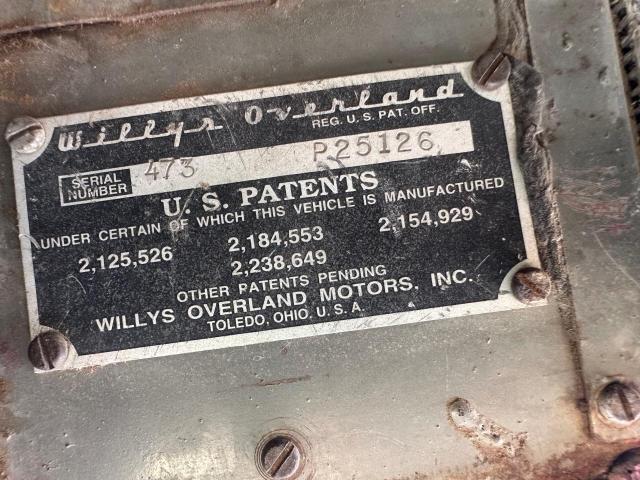 Willys Overland
REG. U. S. PAT. OFF.
SERIAL NUMBER 473 P25126
U. S. PATENTS
UNDER CERTAIN OF WHICH THIS VEHICLE IS MANUFACTURED
2,125,526 2,184,553 2,154,929
2,238,649
OTHER PATENTS PENDING
WILLYS OVERLAND MOTORS, INC.
TOLEDO, OHIO, U. S. A.